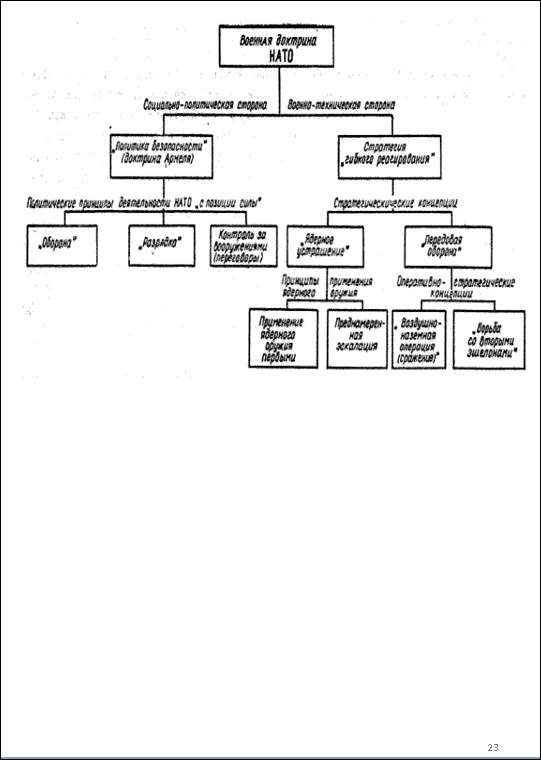 Военная доктрина
НАТО
Социально-политическая сторона
Военно-техническая сторона
„Политика безопасности"
(доктрина Армеля)
Стратегия
„гибкого реагирования"
Политические принципы деятельности НАТО „с позиции силы"
Стратегические концепции
„Оборона"
„Разрядка"
Контроль за
вооружениями
(переговоры)
„Ядерное
устрашение"
„Передовая
оборона"
Принципы применения
ядерного оружия
Оперативно-стратегические
концепции
Применение
ядерного
оружия
первыми
Преднамерен-
ная
эскалация
„Воздушно-
наземная
операция
(сражение)"
„Борьба
со вторыми
эшелонами"
23